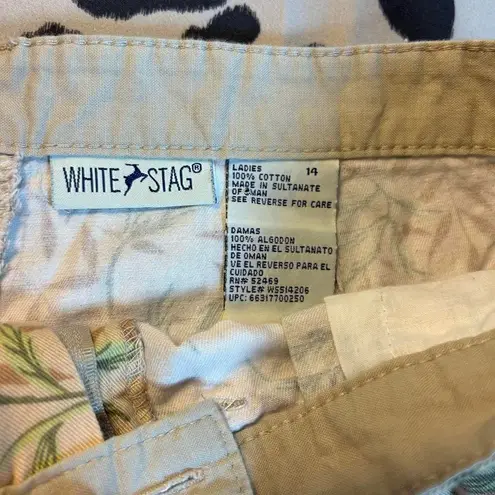 WHITE STAG®
LADIES 14
100% COTTON
MADE IN SULTANATE
OF OMAN
SEE REVERSE FOR CARE
DAMAS
100% ALGODON
HECHO EN EL SULTANATO
DE OMAN
VE EL REVERSO PARA EL
CUIDADO
RN# 52469
STYLE# WS514206
UPC: 66317700250